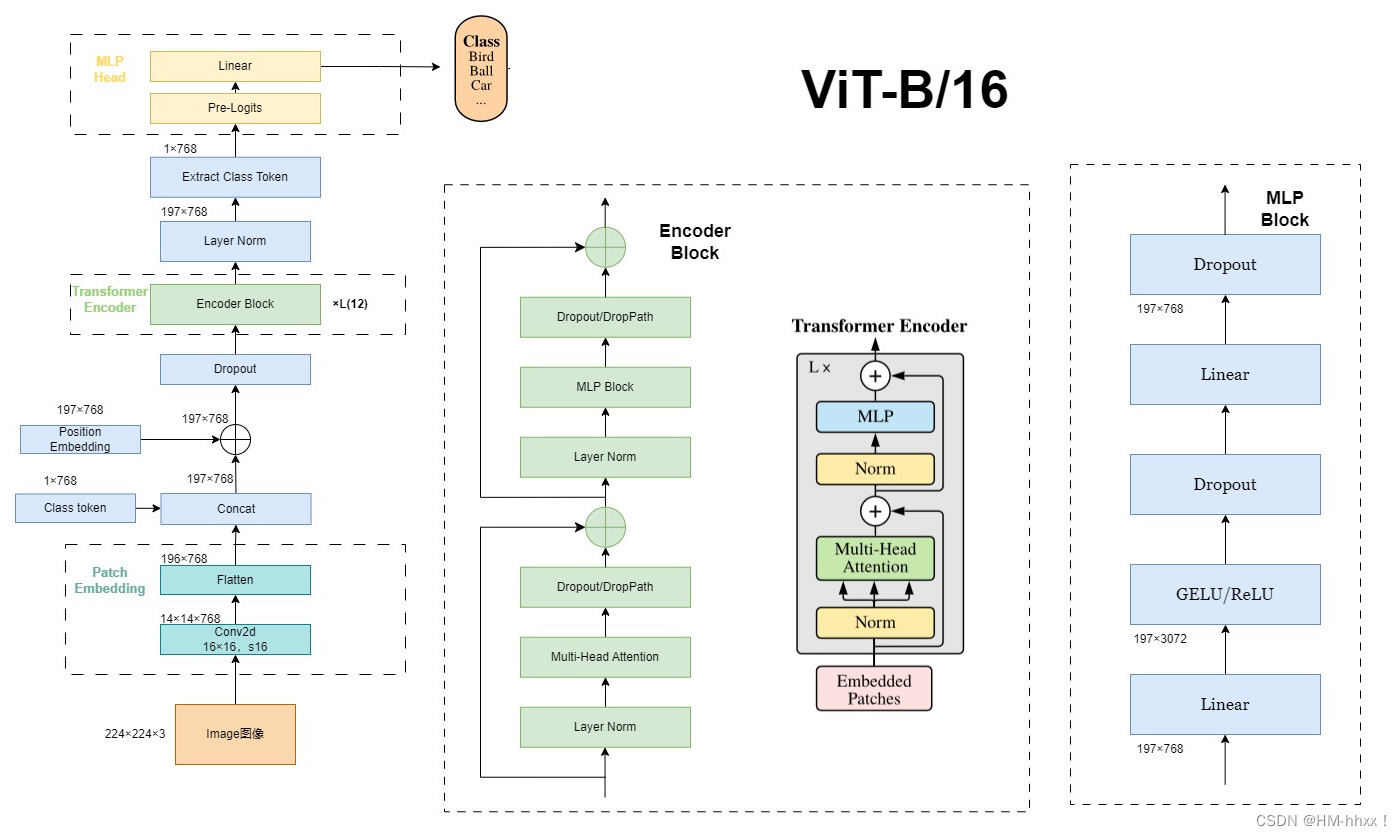 ViT-B/16
MLP
Head
Linear
Pre-Logits
Class
Bird
Ball
Car
...
1×768
Extract Class Token
197×768
Layer Norm
Transformer
Encoder
Encoder Block
×L(12)
Dropout
197×768
Position
Embedding
197×768
197×768
1×768
Class token
Concat
Patch
Embedding
196×768
Flatten
14×14×768
Conv2d
16×16，s16
224×224×3
Image图像
Encoder
Block
Dropout/DropPath
MLP Block
Layer Norm
Dropout/DropPath
Multi-Head Attention
Layer Norm
Transformer Encoder
L ×
+
MLP
Norm
+
Multi-Head
Attention
Norm
Embedded
Patches
MLP
Block
Dropout
197×768
Linear
Dropout
GELU/ReLU
197×3072
Linear
197×768
CSDN @HM-hhxx！